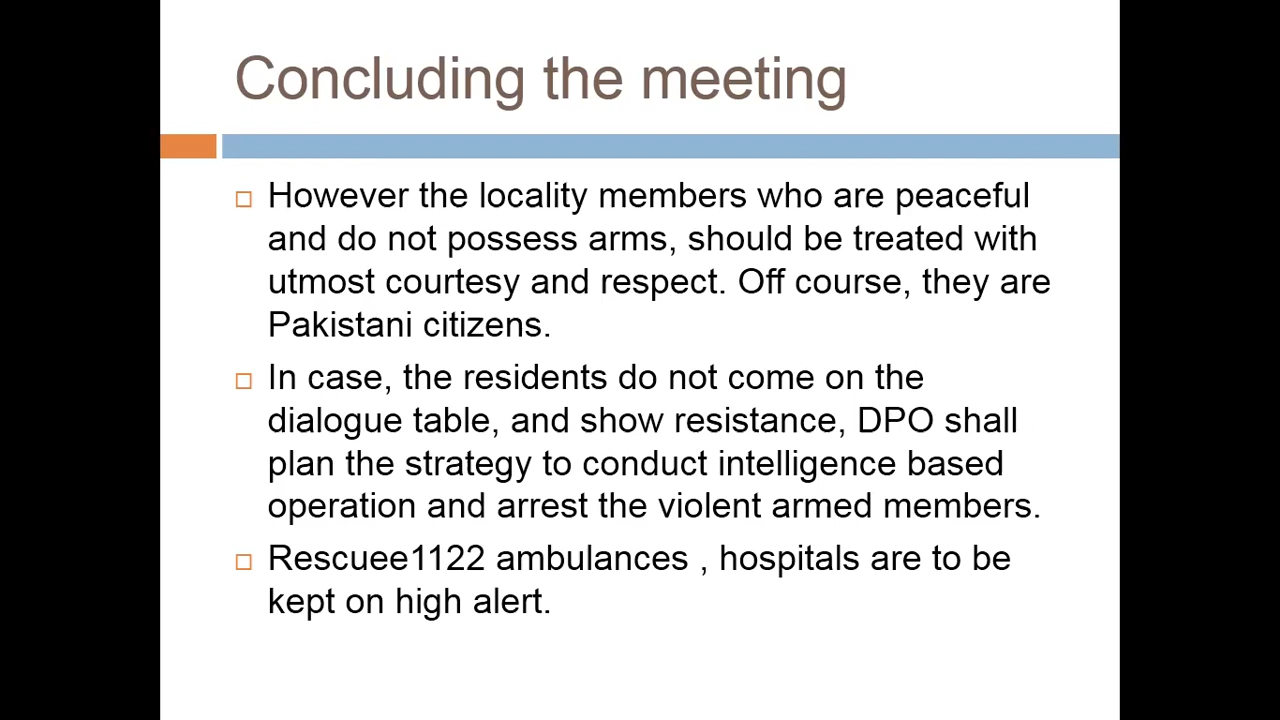 Concluding the meeting
However the locality members who are peaceful
and do not possess arms, should be treated with
utmost courtesy and respect. Off course, they are
Pakistani citizens.
In case, the residents do not come on the
dialogue table, and show resistance, DPO shall
plan the strategy to conduct intelligence based
operation and arrest the violent armed members.
Rescuee1122 ambulances , hospitals are to be
kept on high alert.